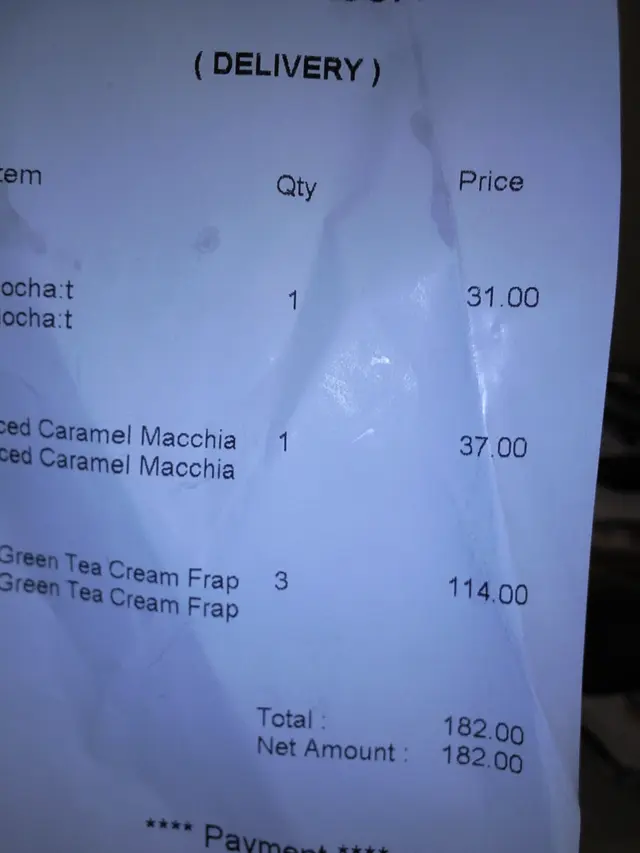 ( DELIVERY )
Qty Price
ocha:t 1 31.00
ocha:t
ced Caramel Macchia 1 37.00
ced Caramel Macchia
Green Tea Cream Frap 3 114.00
Green Tea Cream Frap
Total : 182.00
Net Amount : 182.00
**** Payment ****